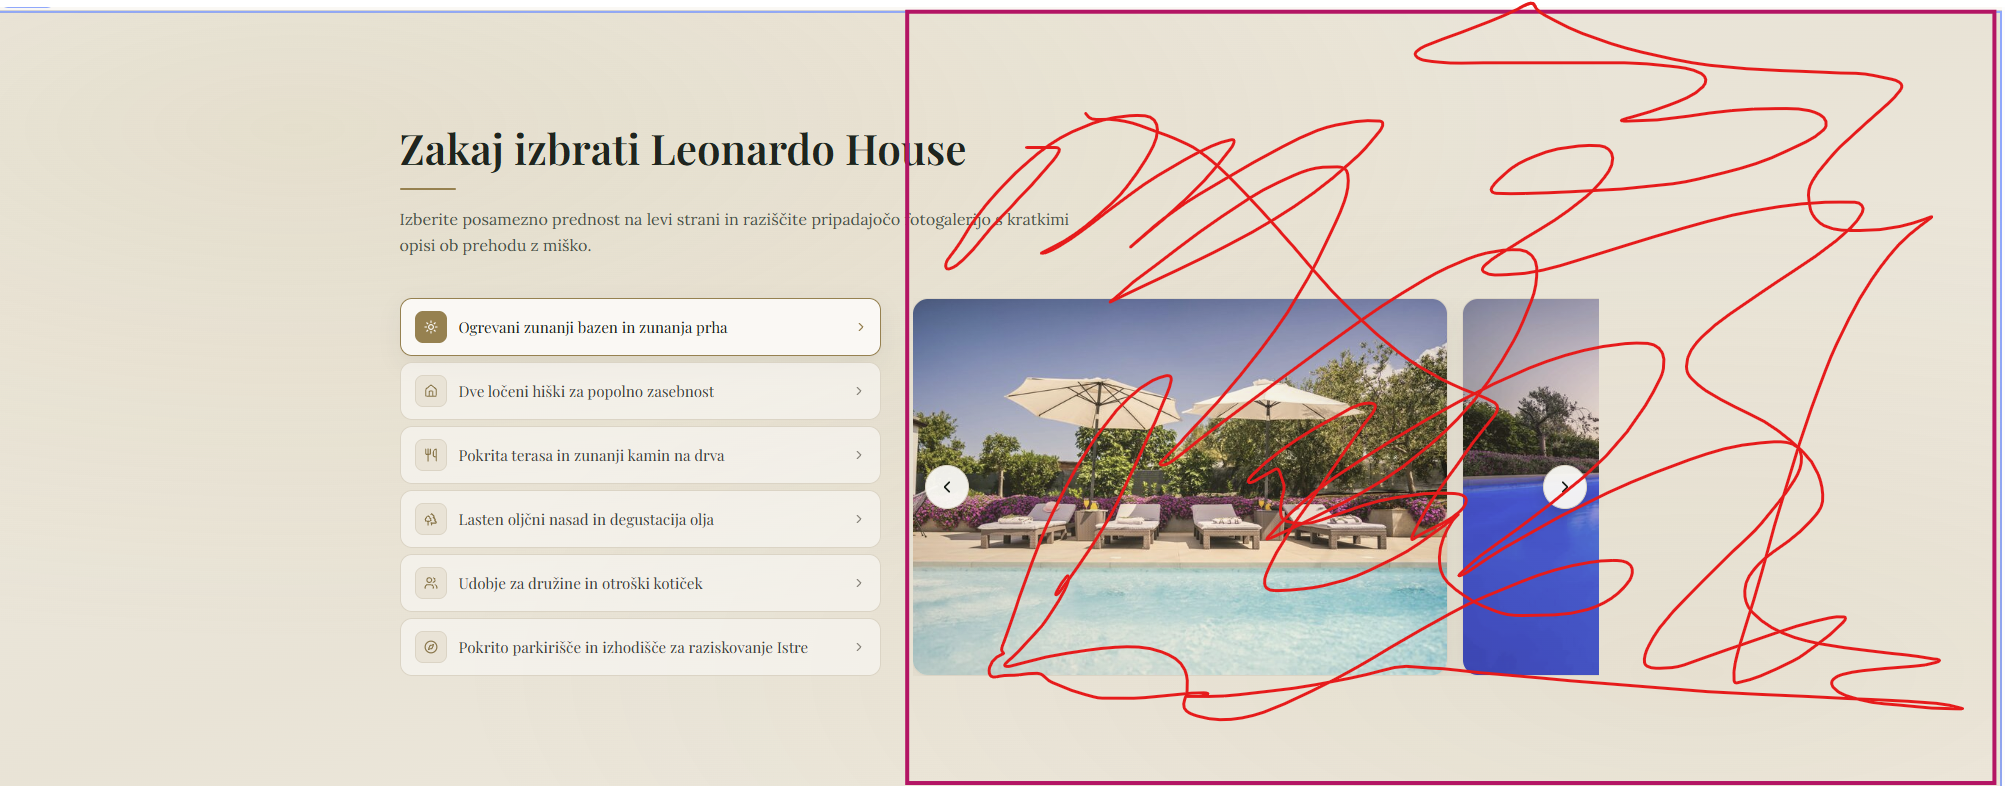 Zakaj izbrati Leonardo House
Izberite posamezno prednost na levi strani in raziščite pripadajočo fotogalerijo s kratkimi
opisi ob prehodu z miško.
Ogrevani zunanji bazen in zunanja prha
Dve ločeni hiški za popolno zasebnost
Pokrita terasa in zunanji kamin na drva
Lasten oljčni nasad in degustacija olja
Udobje za družine in otroški kotiček
Pokrito parkirišče in izhodišče za raziskovanje Istre